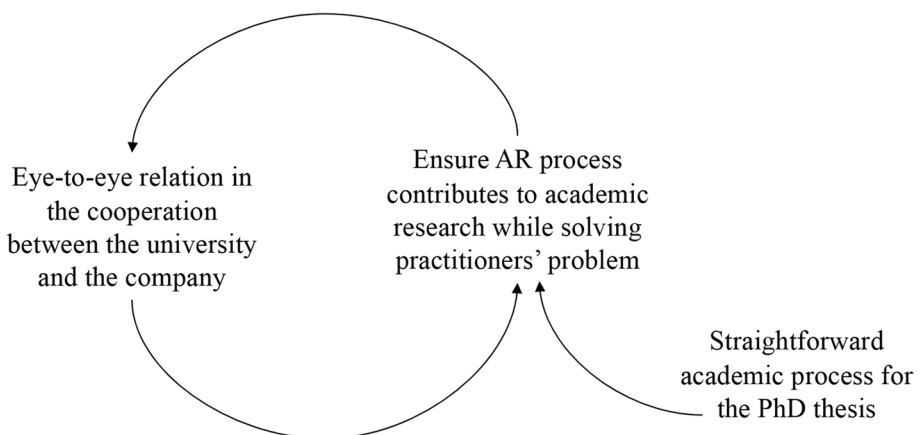 Eye-to-eye relation in
the cooperation
between the university
and the company
Ensure AR process
contributes to academic
research while solving
practitioners’ problem
Straightforward
academic process for
the PhD thesis